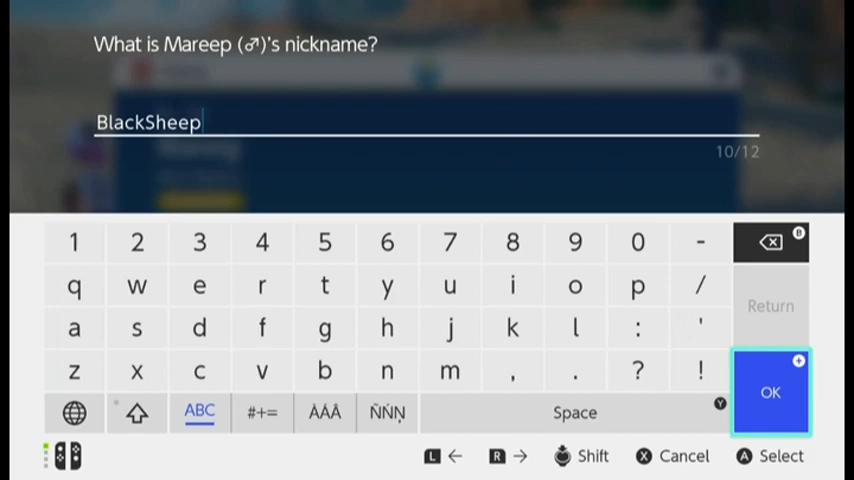 What is Mareep (♂)'s nickname?
BlackSheep
10/12
1 2 3 4 5 6 7 8 9 0 -
B
q w e r t y u i o p /
Return
a s d f g h j k l : '
z x c v b n m , . ? !
OK
ABC #+= ÀÁÂ ÑŃŅ Space Y
L ← R → Shift X Cancel A Select